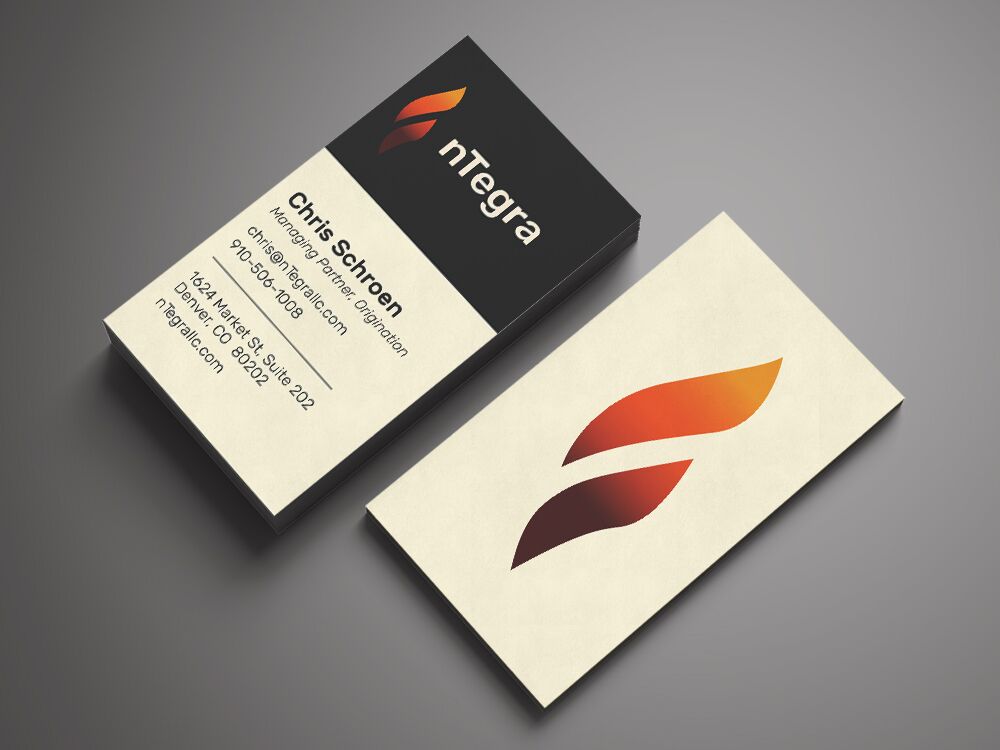 nTegra
Chris Schroen
Managing Partner, Origination
chris@nTegrallc.com
910-506-1008
1624 Market St, Suite 202
Denver, CO 80202
nTegrallc.com